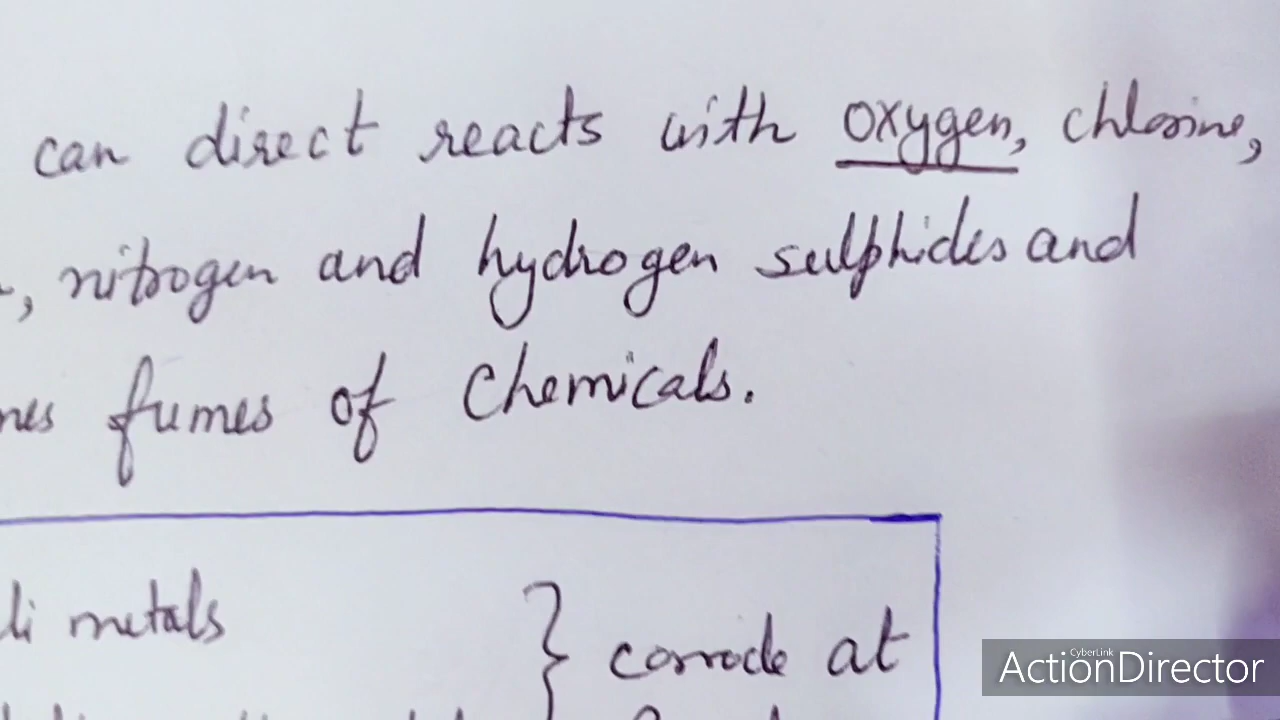 can direct reacts with oxygen, chlorine,
, nitrogen and hydrogen sulphides and
fumes of Chemicals.
metals
} corrode at
CyberLink
ActionDirector